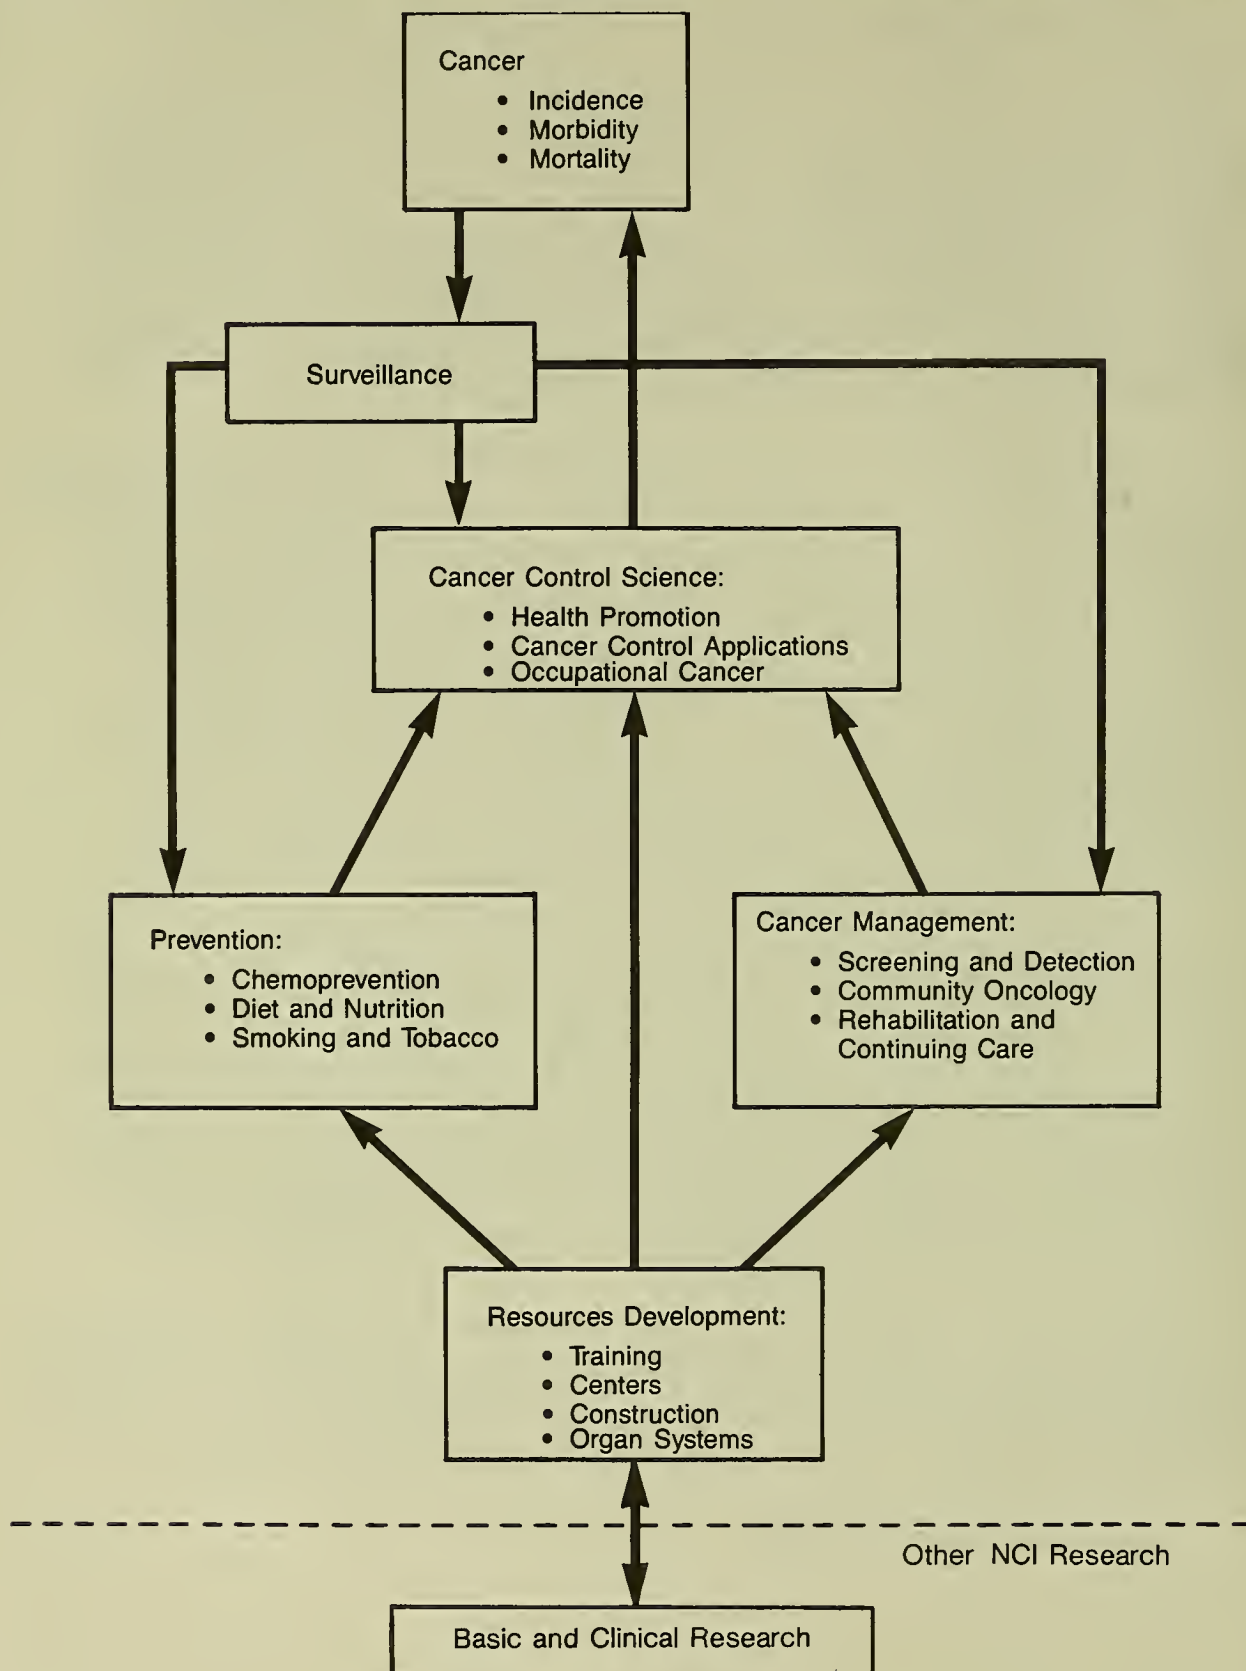 Cancer
• Incidence
• Morbidity
• Mortality
Surveillance
Cancer Control Science:
• Health Promotion
• Cancer Control Applications
• Occupational Cancer
Prevention:
• Chemoprevention
• Diet and Nutrition
• Smoking and Tobacco
Cancer Management:
• Screening and Detection
• Community Oncology
• Rehabilitation and
Continuing Care
Resources Development:
• Training
• Centers
• Construction
• Organ Systems
Other NCI Research
Basic and Clinical Research